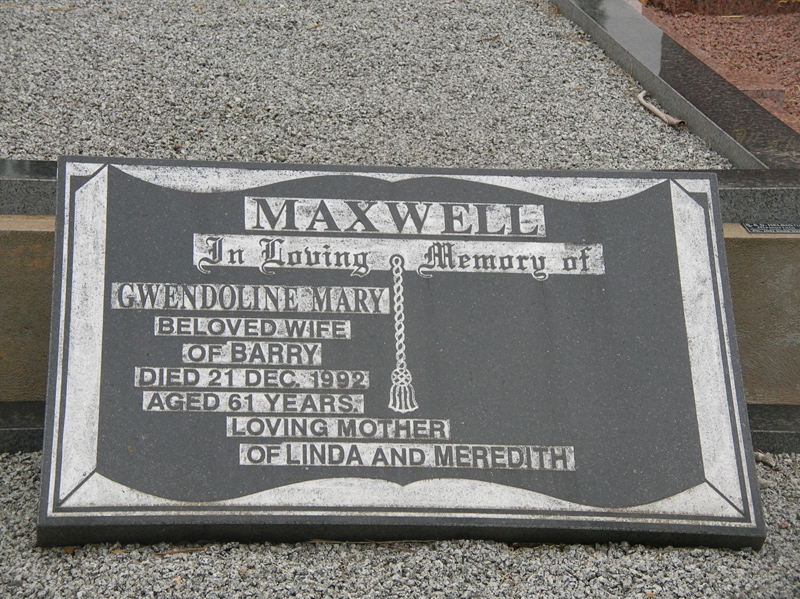 MAXWELL
In Loving Memory of
GWENDOLINE MARY
BELOVED WIFE
OF BARRY
DIED 21 DEC. 1992
AGED 61 YEARS.
LOVING MOTHER
OF LINDA AND MEREDITH